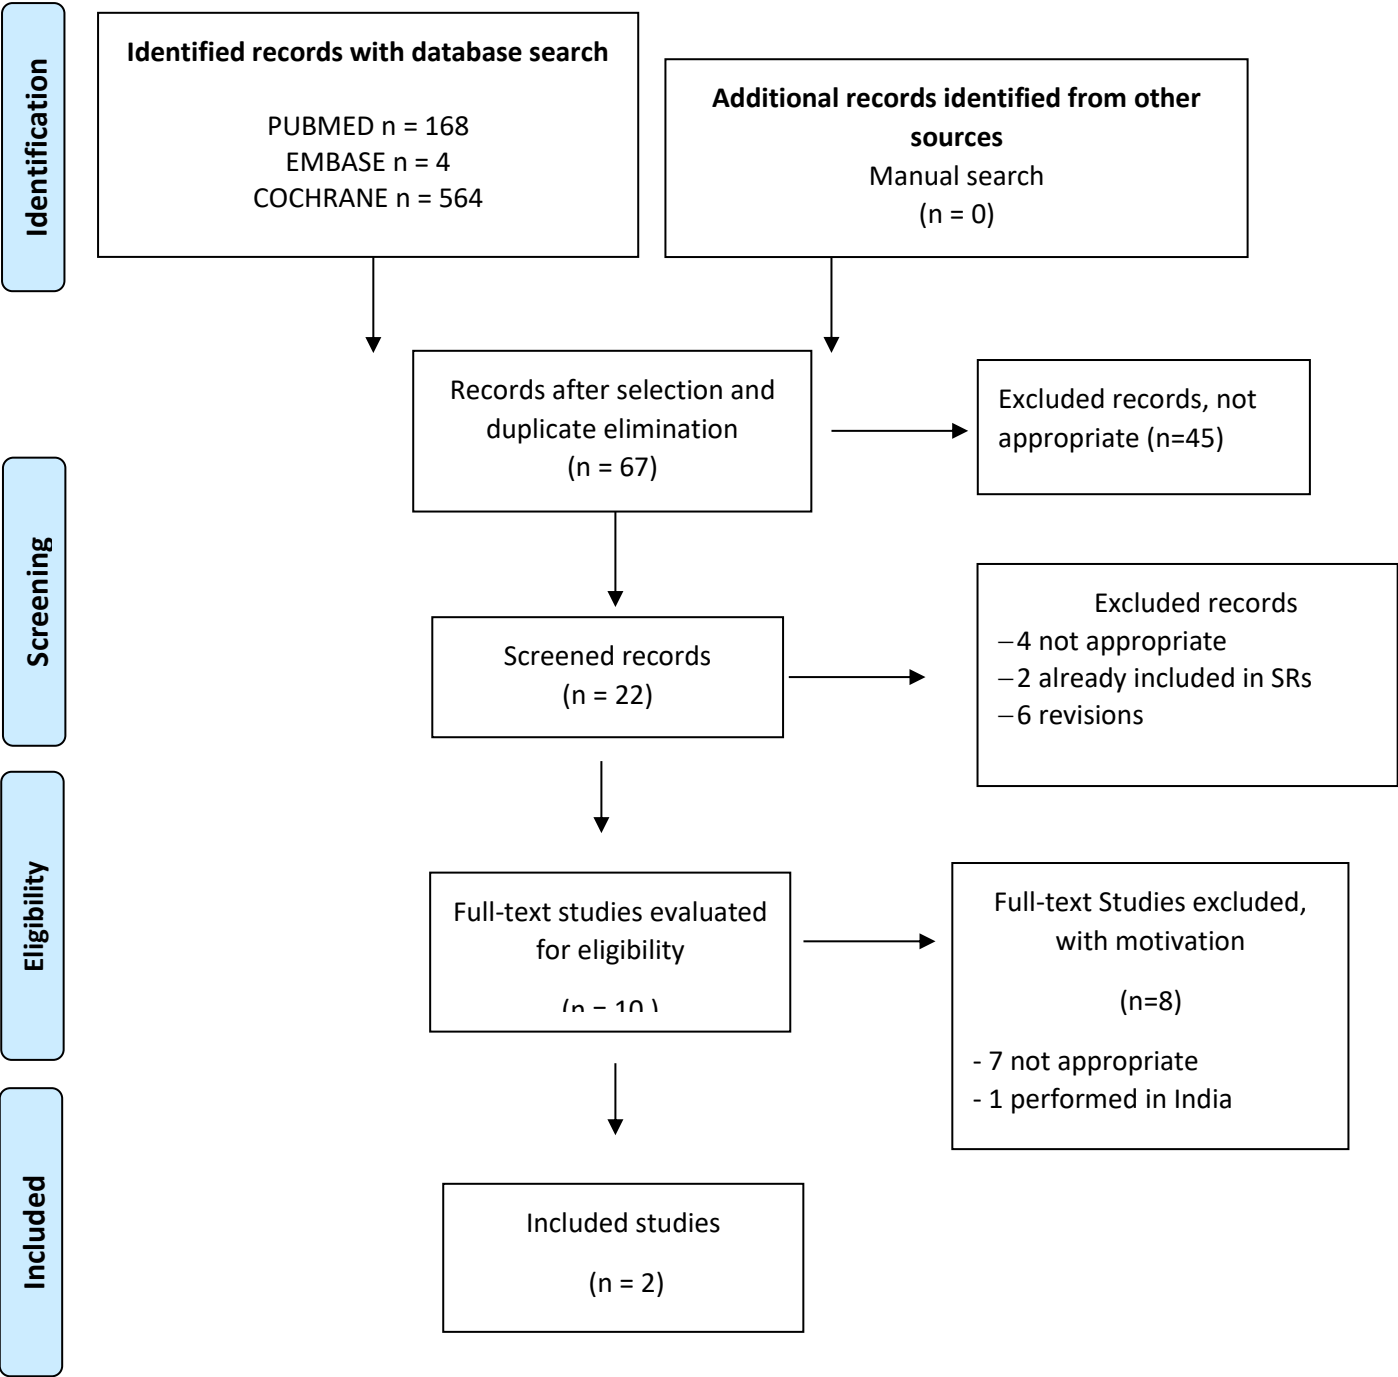 Identification
Identified records with database search
PUBMED n = 168
EMBASE n = 4
COCHRANE n = 564
Additional records identified from other
sources
Manual search
(n = 0)
Records after selection and
duplicate elimination
(n = 67)
Excluded records, not
appropriate (n=45)
Screening
Screened records
(n = 22)
Excluded records
–4 not appropriate
–2 already included in SRs
–6 revisions
Eligibility
Full-text studies evaluated
for eligibility
(n = 10 )
Full-text Studies excluded,
with motivation
(n=8)
- 7 not appropriate
- 1 performed in India
Included
Included studies
(n = 2)